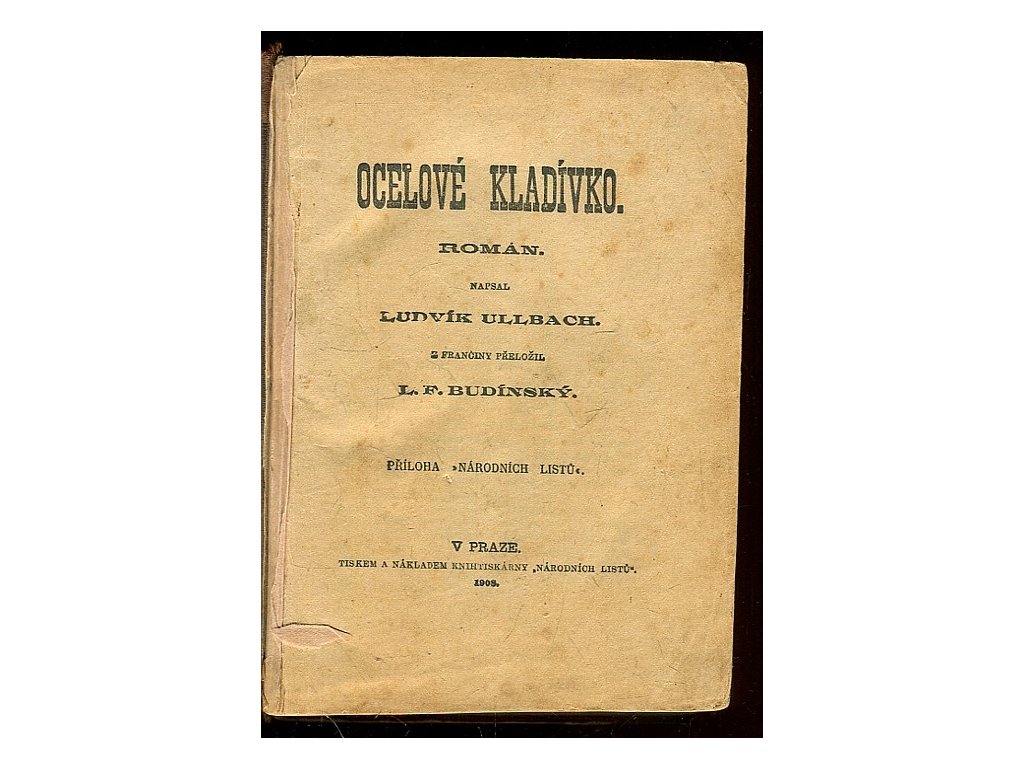 OCELOVÉ KLADÍVKO.
ROMÁN.
NAPSAL
LUDVÍK ULLBACH.
Z FRANČINY PŘELOŽIL
L. F. BUDÍNSKÝ.
PŘÍLOHA »NÁRODNÍCH LISTŮ«.
V PRAZE.
TISKEM A NÁKLADEM KNIHTISKÁRNY „NÁRODNÍCH LISTŮ“.
1908.